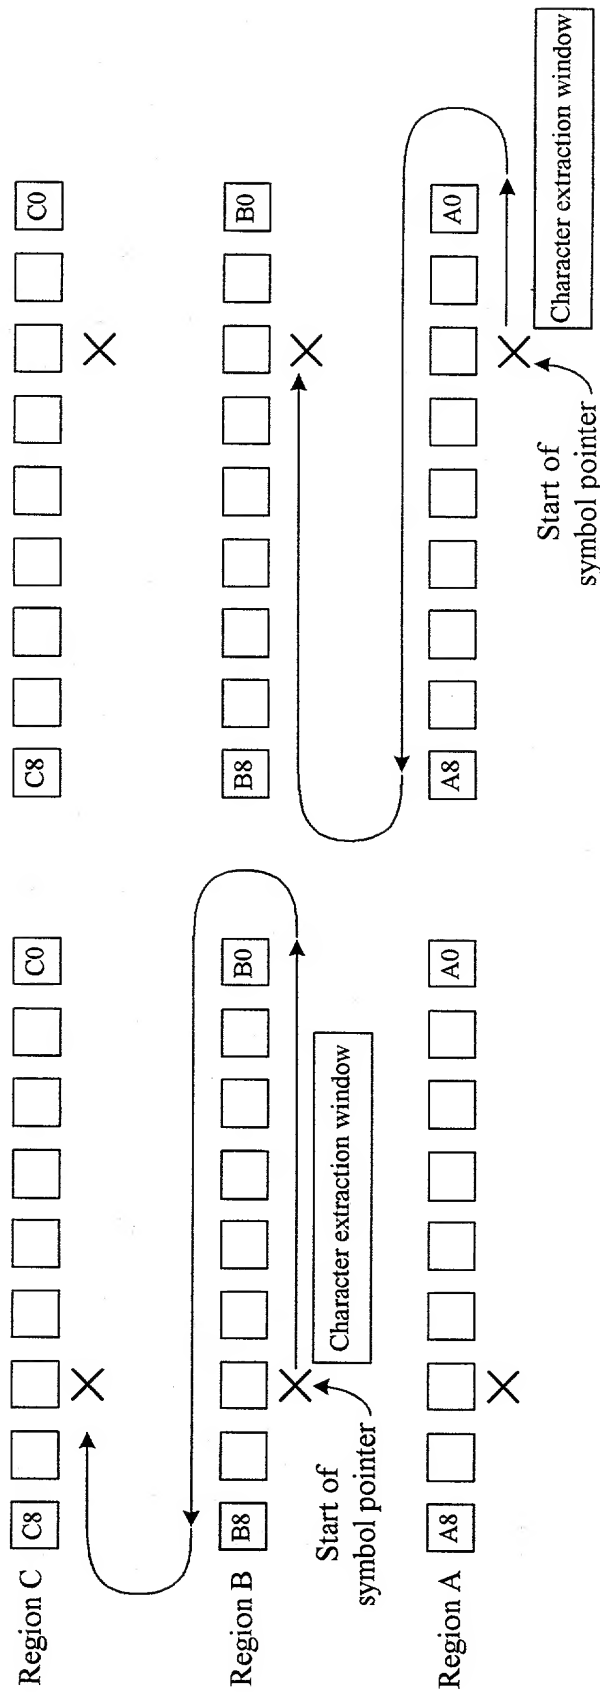 Region C C8 C0 C8 C0
Region B B8 B0 B8 B0
Start of
symbol pointer
Character extraction window
Region A A8 A0 A8 A0
Start of
symbol pointer
Character extraction window